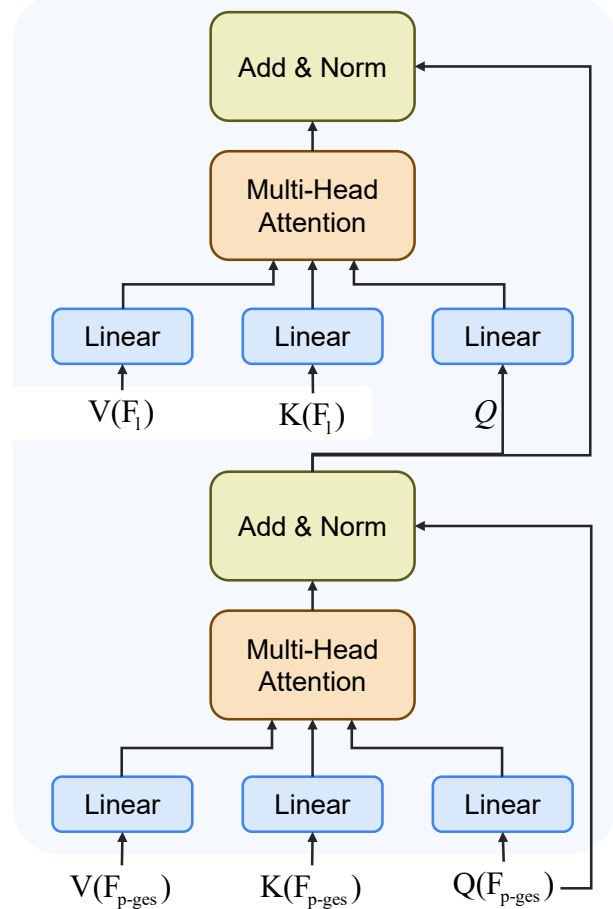 Add & Norm
Multi-Head
Attention
Linear
Linear
Linear
V(F_l)
K(F_l)
Q
Add & Norm
Multi-Head
Attention
Linear
Linear
Linear
V(F_p-ges)
K(F_p-ges)
Q(F_p-ges)